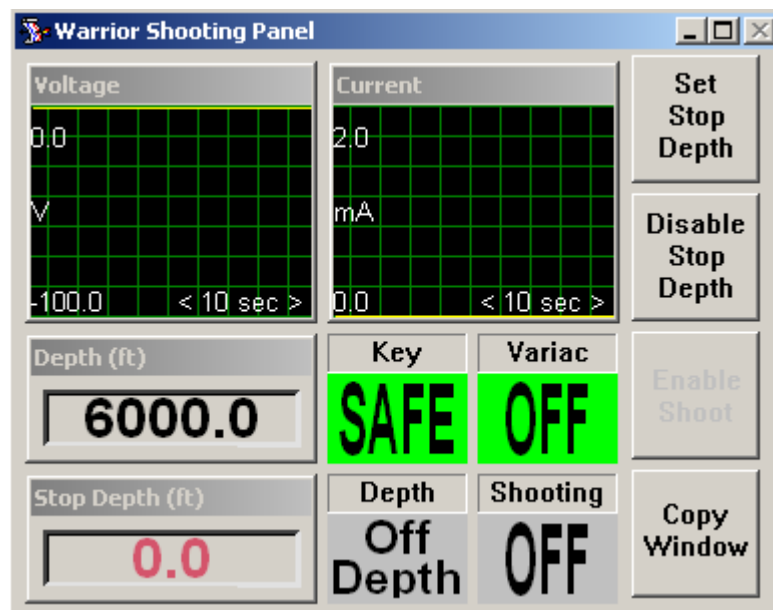 Warrior Shooting Panel
Voltage
0.0
V
-100.0 < 10 sec >
Current
2.0
mA
0.0 < 10 sec >
Set
Stop
Depth
Disable
Stop
Depth
Depth (ft)
6000.0
Key
SAFE
Variac
OFF
Enable
Shoot
Stop Depth (ft)
0.0
Depth
Off
Depth
Shooting
OFF
Copy
Window